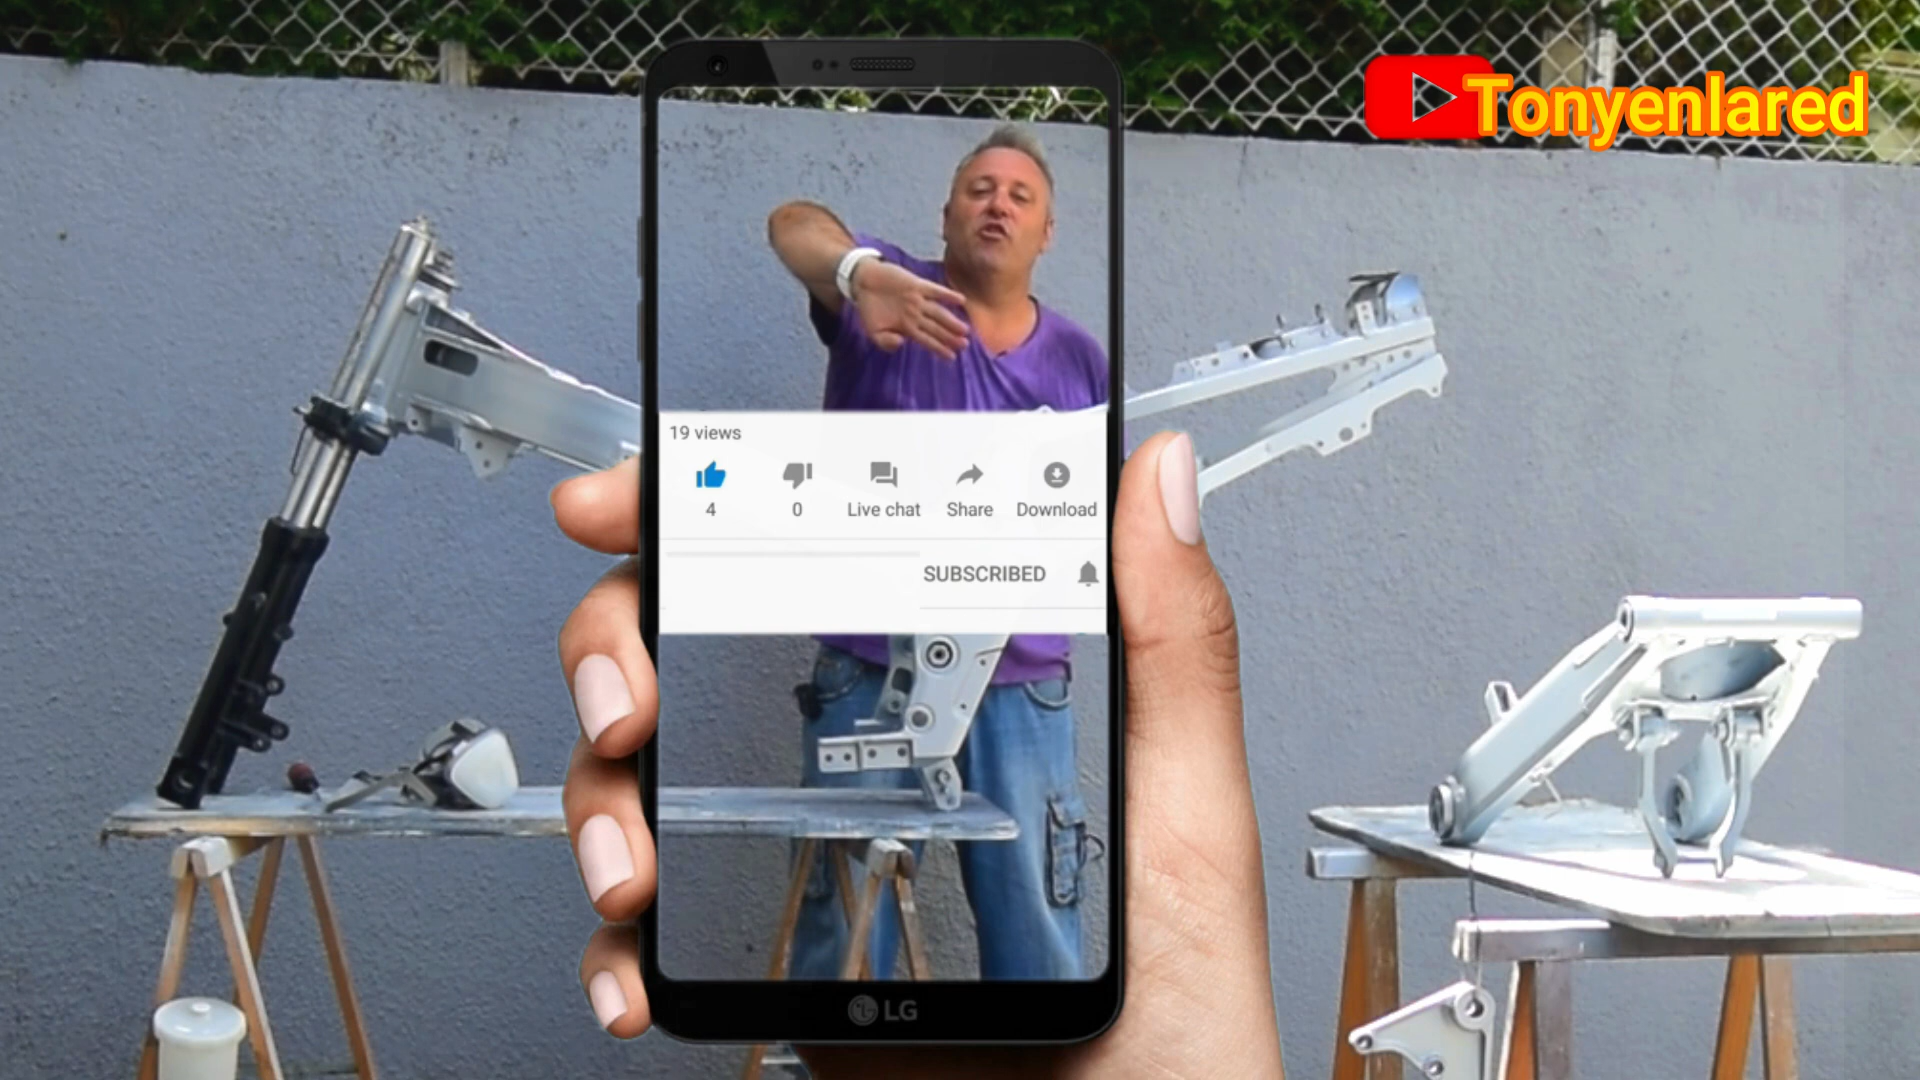 Tonyenlared
19 views
4
0
Live chat
Share
Download
SUBSCRIBED
LG